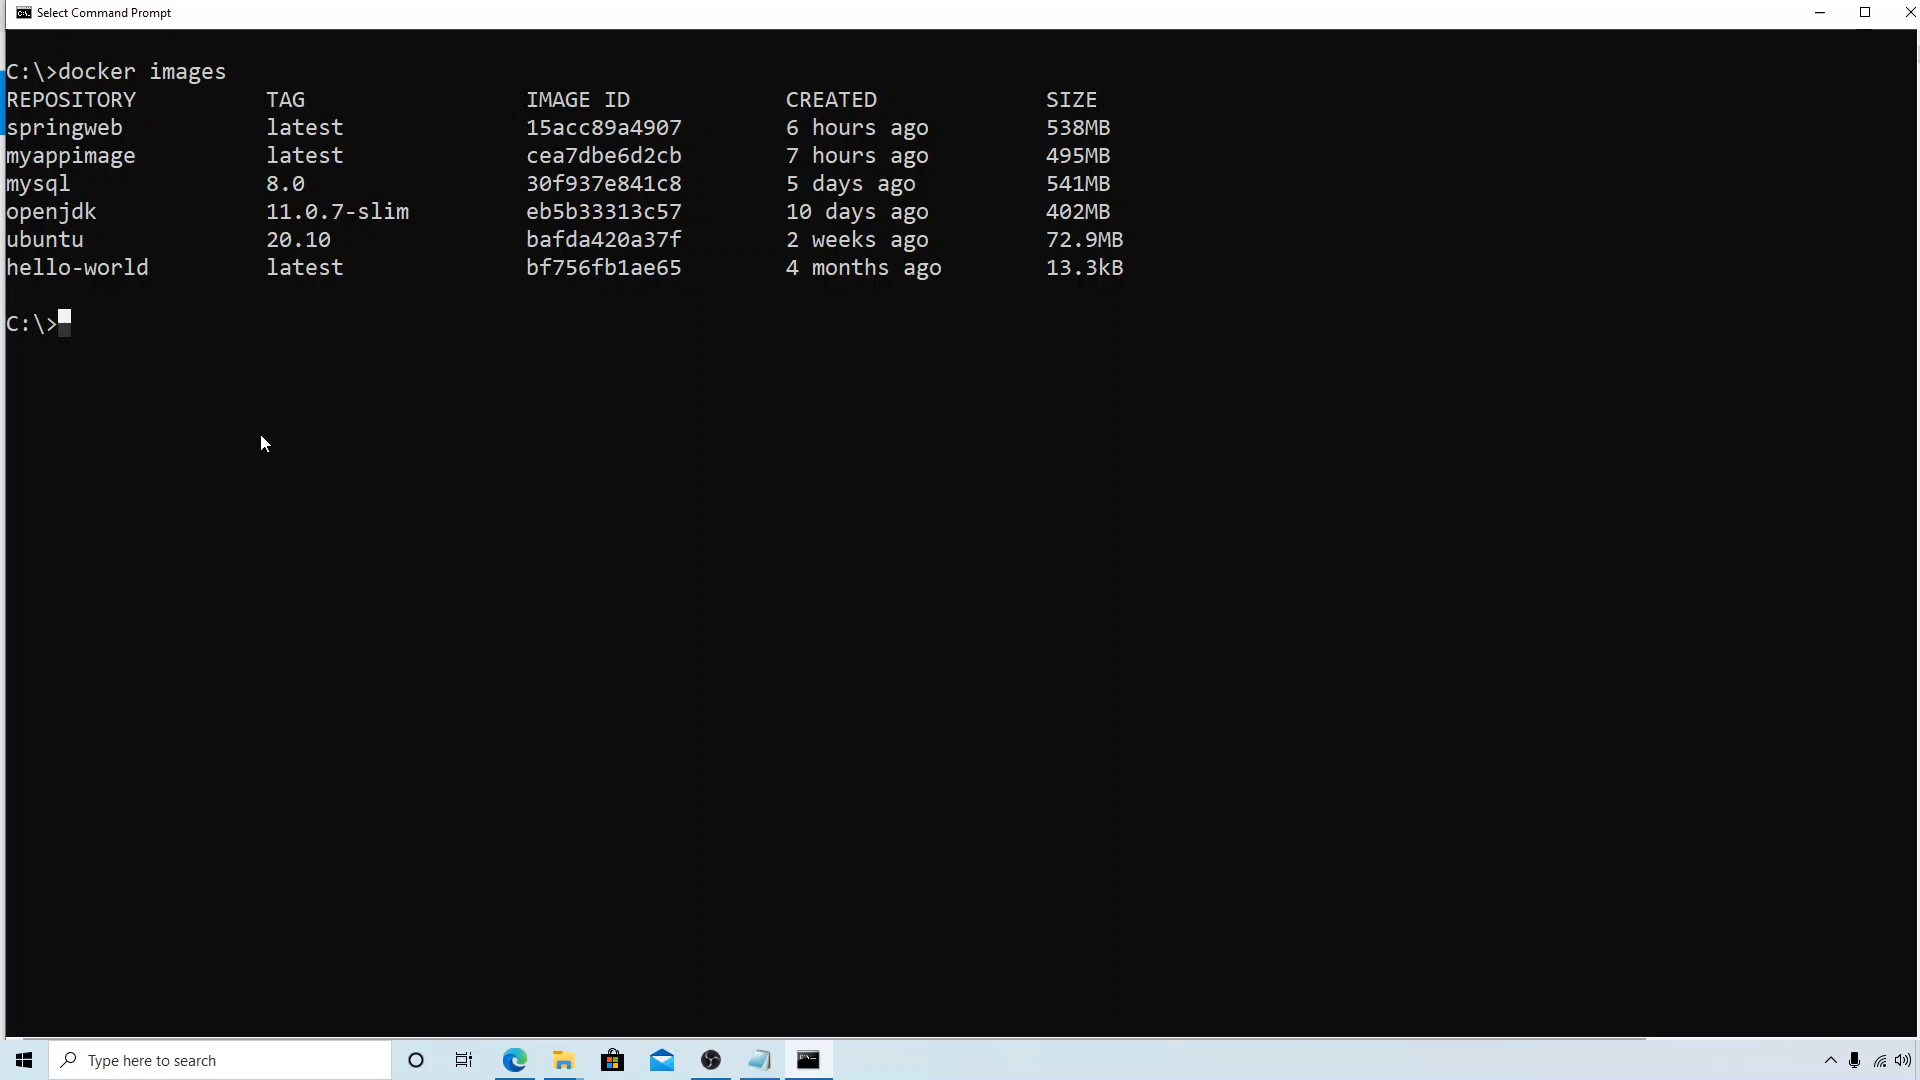 Select Command Prompt
C:\>docker images
REPOSITORY TAG IMAGE ID CREATED SIZE
springweb latest 15acc89a4907 6 hours ago 538MB
myappimage latest cea7dbe6d2cb 7 hours ago 495MB
mysql 8.0 30f937e841c8 5 days ago 541MB
openjdk 11.0.7-slim eb5b33313c57 10 days ago 402MB
ubuntu 20.10 bafda420a37f 2 weeks ago 72.9MB
hello-world latest bf756fb1ae65 4 months ago 13.3kB
C:\>
Type here to search